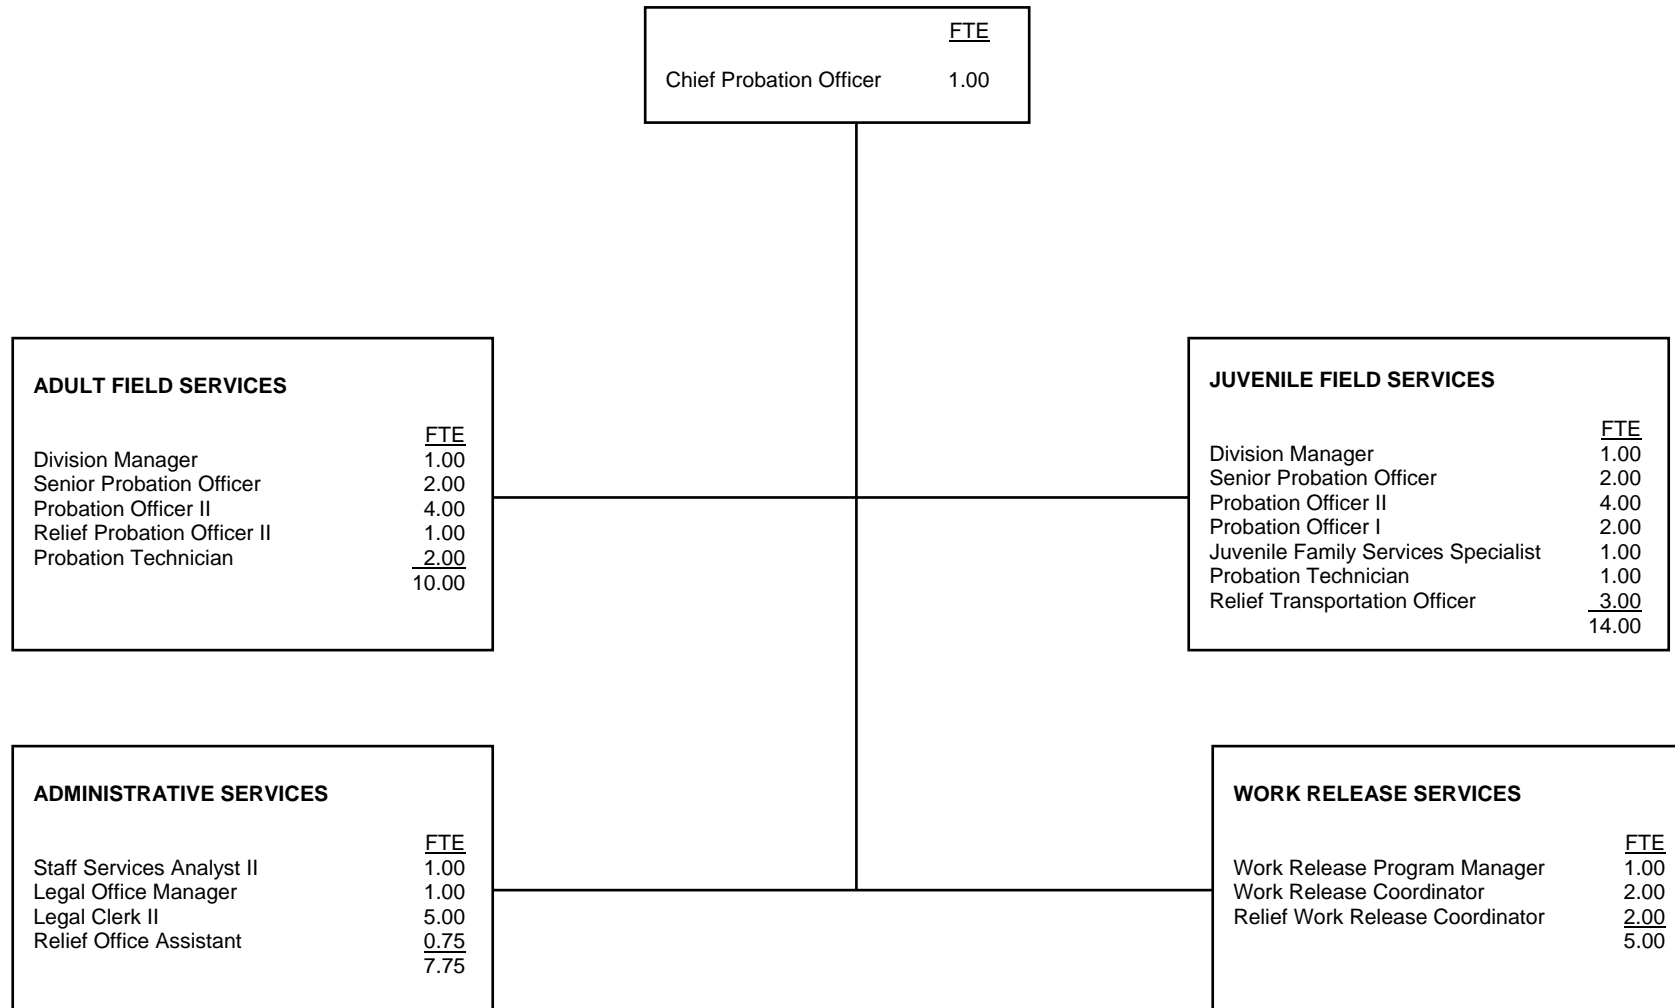 FTE
Chief Probation Officer 1.00
ADULT FIELD SERVICES
FTE
Division Manager 1.00
Senior Probation Officer 2.00
Probation Officer II 4.00
Relief Probation Officer II 1.00
Probation Technician 2.00
10.00
JUVENILE FIELD SERVICES
FTE
Division Manager 1.00
Senior Probation Officer 2.00
Probation Officer II 4.00
Probation Officer I 2.00
Juvenile Family Services Specialist 1.00
Probation Technician 1.00
Relief Transportation Officer 3.00
14.00
ADMINISTRATIVE SERVICES
FTE
Staff Services Analyst II 1.00
Legal Office Manager 1.00
Legal Clerk II 5.00
Relief Office Assistant 0.75
7.75
WORK RELEASE SERVICES
FTE
Work Release Program Manager 1.00
Work Release Coordinator 2.00
Relief Work Release Coordinator 2.00
5.00